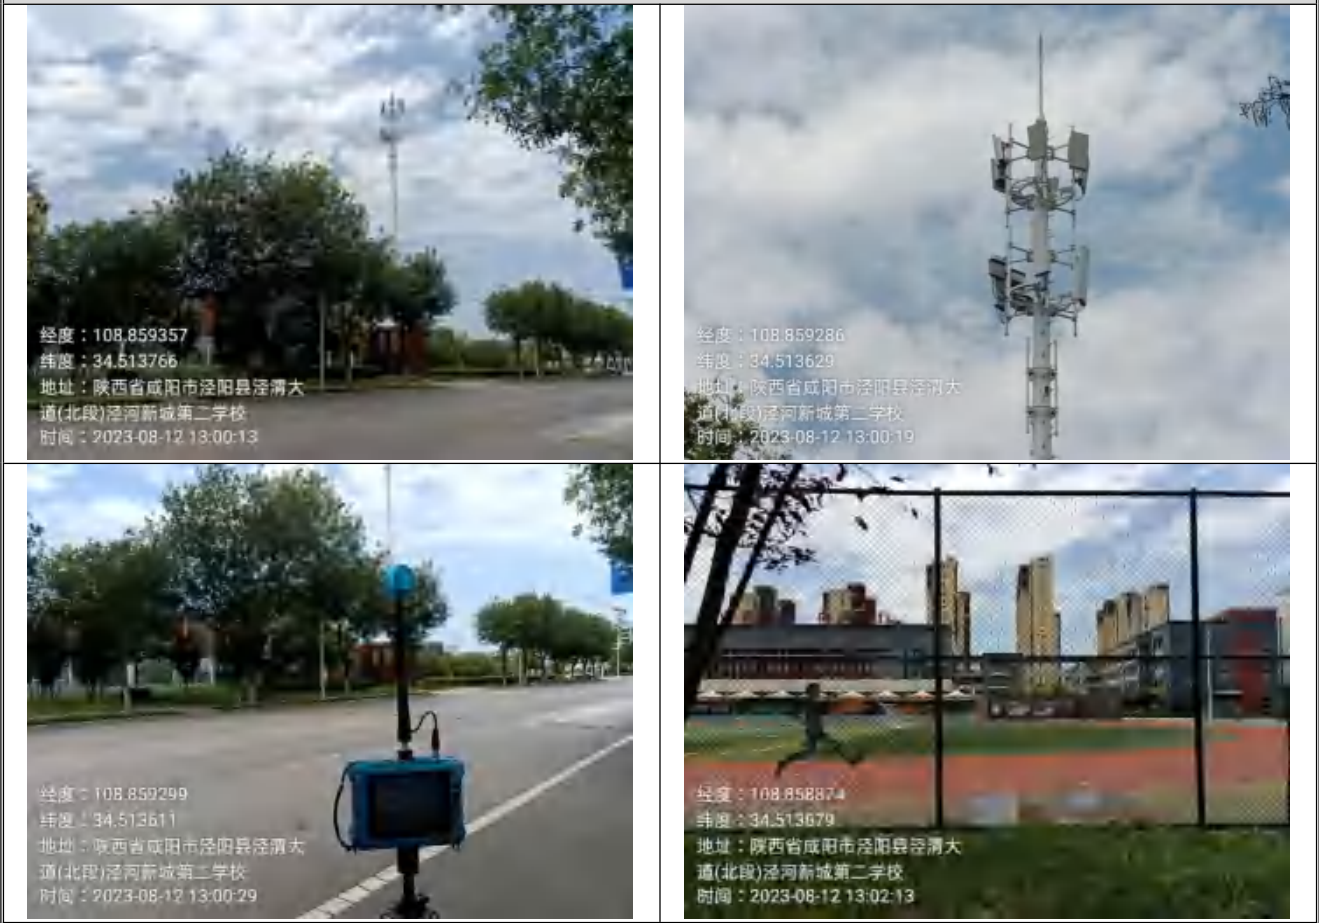 经度：108.859357
纬度：34.513766
地址：陕西省咸阳市泾阳县泾渭大
道(北段)泾河新城第二学校
时间：2023-08-12 13:00:13
经度：108.859286
纬度：34.513629
地址：陕西省咸阳市泾阳县泾渭大
道(北段)泾河新城第二学校
时间：2023-08-12 13:00:19
经度：108.859299
纬度：34.513611
地址：陕西省咸阳市泾阳县泾渭大
道(北段)泾河新城第二学校
时间：2023-08-12 13:00:29
经度：108.858874
纬度：34.513679
地址：陕西省咸阳市泾阳县泾渭大
道(北段)泾河新城第二学校
时间：2023-08-12 13:02:13